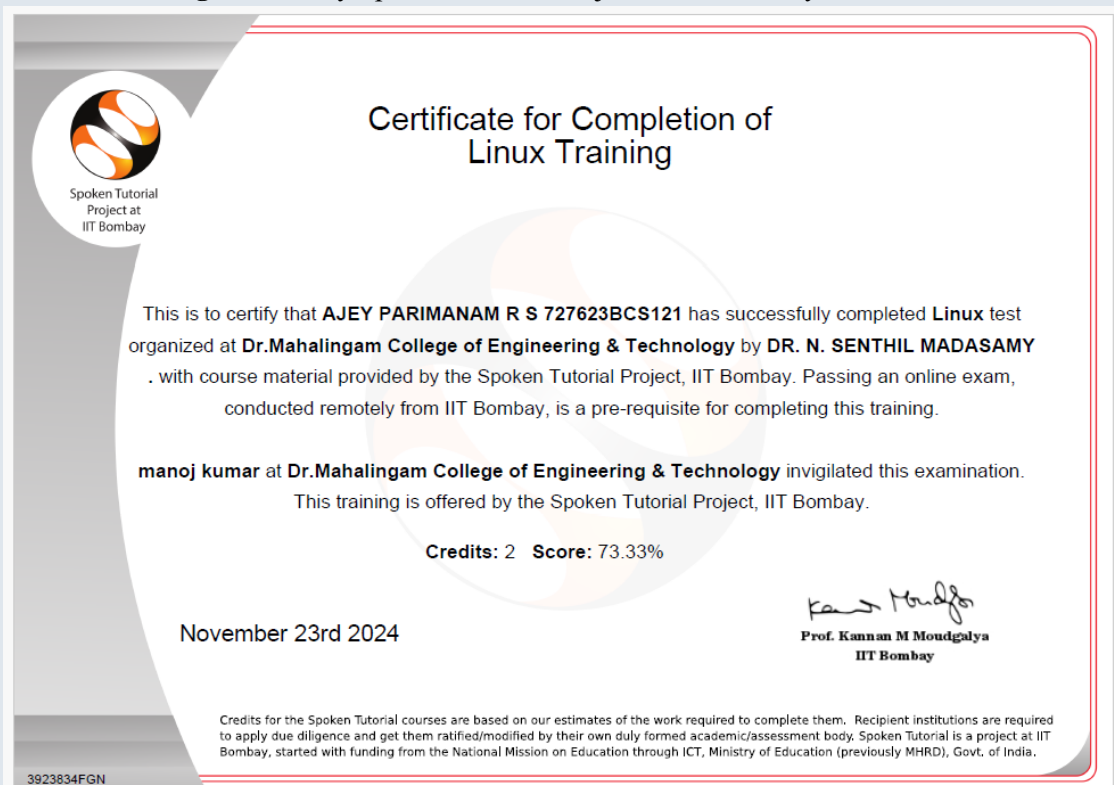 Certificate for Completion of
Linux Training
Spoken Tutorial
Project at
IIT Bombay
This is to certify that AJEY PARIMANAM R S 727623BCS121 has successfully completed Linux test
organized at Dr.Mahalingam College of Engineering & Technology by DR. N. SENTHIL MADASAMY
. with course material provided by the Spoken Tutorial Project, IIT Bombay. Passing an online exam,
conducted remotely from IIT Bombay, is a pre-requisite for completing this training.
manoj kumar at Dr.Mahalingam College of Engineering & Technology invigilated this examination.
This training is offered by the Spoken Tutorial Project, IIT Bombay.
Credits: 2 Score: 73.33%
November 23rd 2024
Prof. Kannan M Moudgalya
IIT Bombay
Credits for the Spoken Tutorial courses are based on our estimates of the work required to complete them. Recipient institutions are required
to apply due diligence and get them ratified/modified by their own duly formed academic/assessment body. Spoken Tutorial is a project at IIT
Bombay, started with funding from the National Mission on Education through ICT, Ministry of Education (previously MHRD), Govt. of India.
3923834FGN